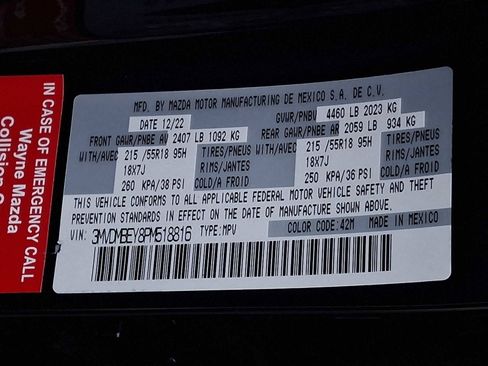 IN CASE OF EMERGENCY CALL
Wayne Mazda
Collision
MFD. BY MAZDA MOTOR MANUFACTURING DE MEXICO S.A. DE C.V.
DATE 12/22 GVWR/PNBV 4460 LB 2023 KG
FRONT GAWR/PNBE AV 2407 LB 1092 KG REAR GAWR/PNBE AR 2059 LB 934 KG
WITH/AVEC 215 /55R18 95H TIRES/PNEUS WITH/AVEC 215 /55R18 95H TIRES/PNEUS
18X7J RIMS/JANTES 18X7J RIMS/JANTES
260 KPA/38 PSI COLD/A FROID 250 KPA/36 PSI COLD/A FROID
THIS VEHICLE CONFORMS TO ALL APPLICABLE FEDERAL MOTOR VEHICLE SAFETY AND THEFT
PREVENTION STANDARDS IN EFFECT ON THE DATE OF MANUFACTURE SHOWN ABOVE.
VIN: 3MVDMBEY8PM518816 TYPE:MPV COLOR CODE:42M MADE IN MEXICO